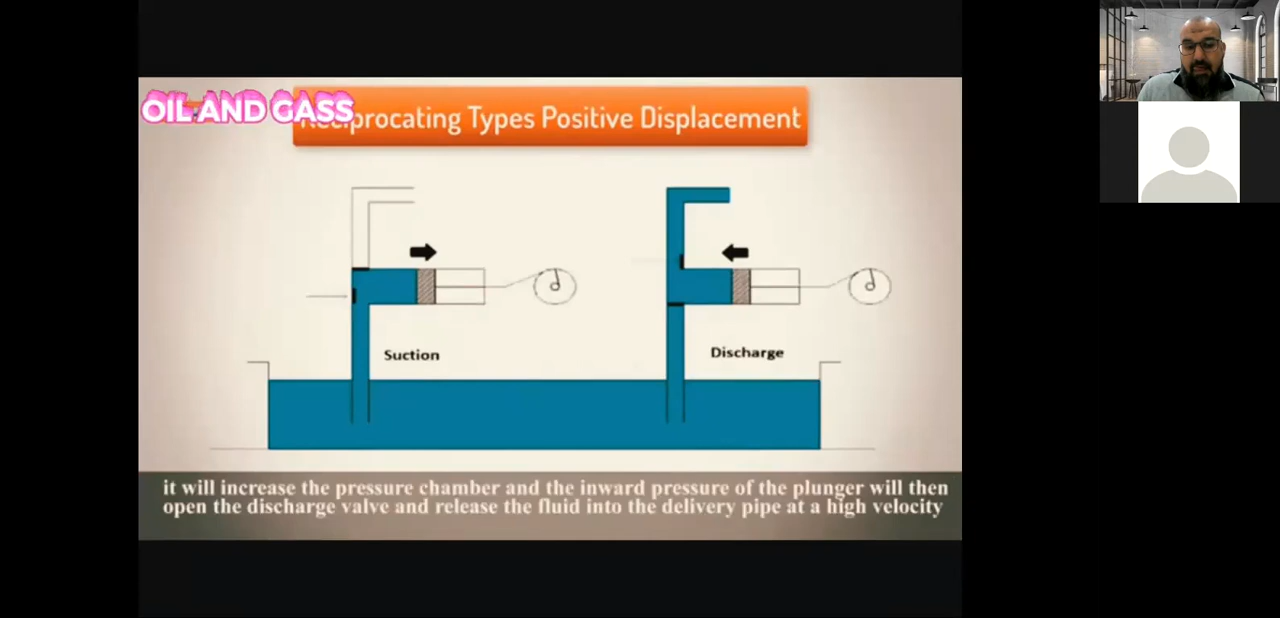 OIL AND GASS
Reciprocating Types Positive Displacement
Suction
Discharge
it will increase the pressure chamber and the inward pressure of the plunger will then
open the discharge valve and release the fluid into the delivery pipe at a high velocity